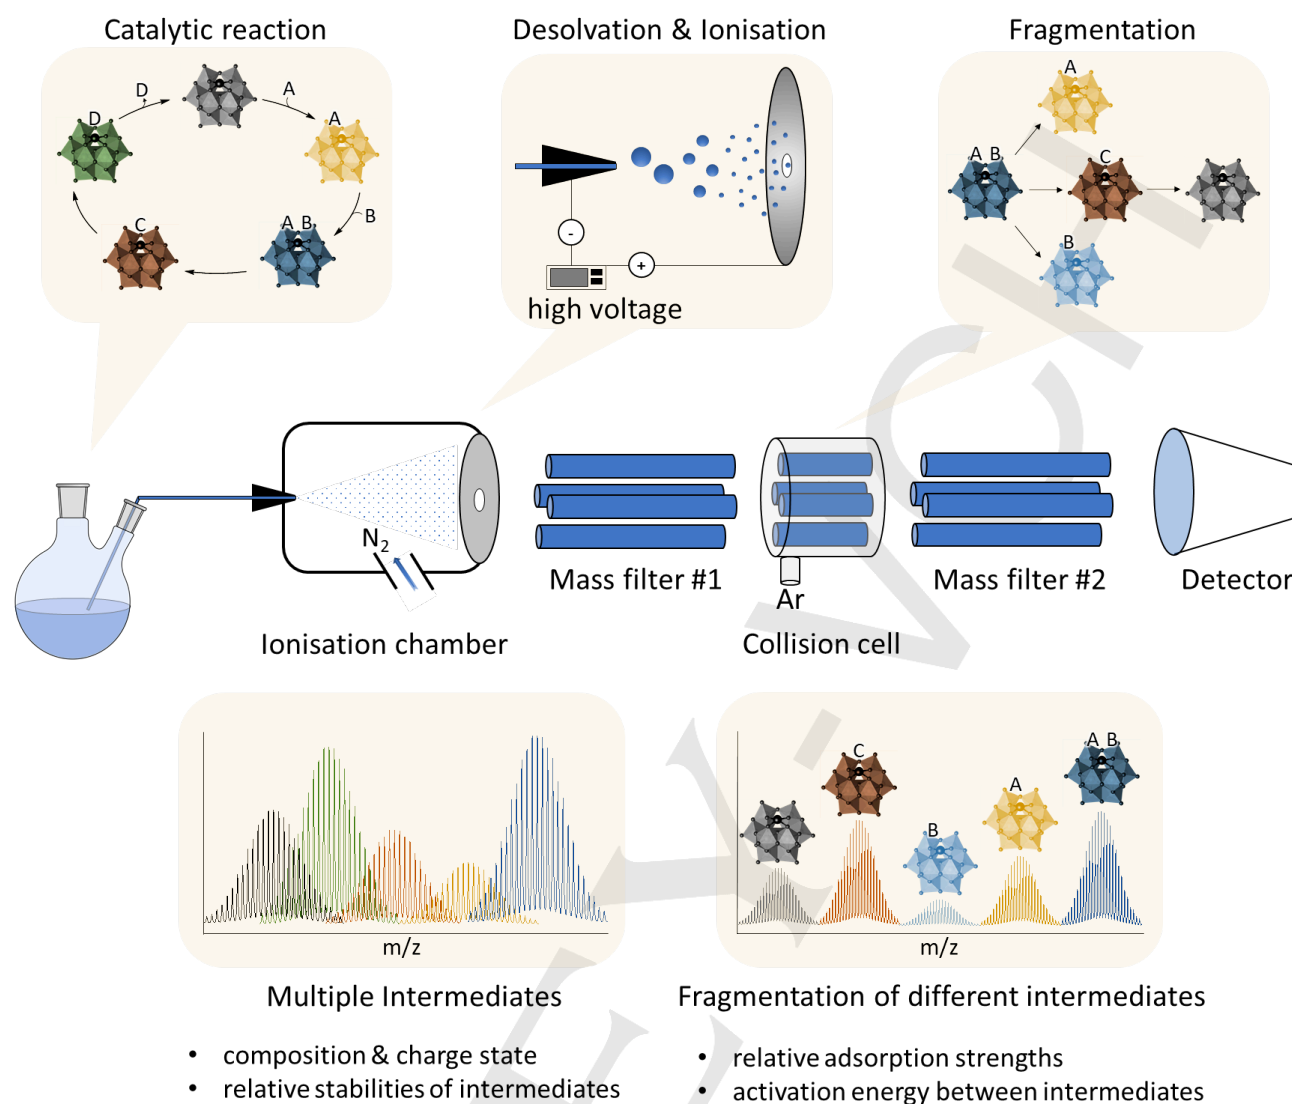 Catalytic reaction
Desolvation & Ionisation
Fragmentation
D
A
D
A
B
C
A B
-
+
high voltage
A
A B
C
B
N2
Mass filter #1
Mass filter #2
Detector
Ar
Ionisation chamber
Collision cell
m/z
C
B
A
A B
m/z
Multiple Intermediates
Fragmentation of different intermediates
• composition & charge state
• relative stabilities of intermediates
• relative adsorption strengths
• activation energy between intermediates
EY-VCH